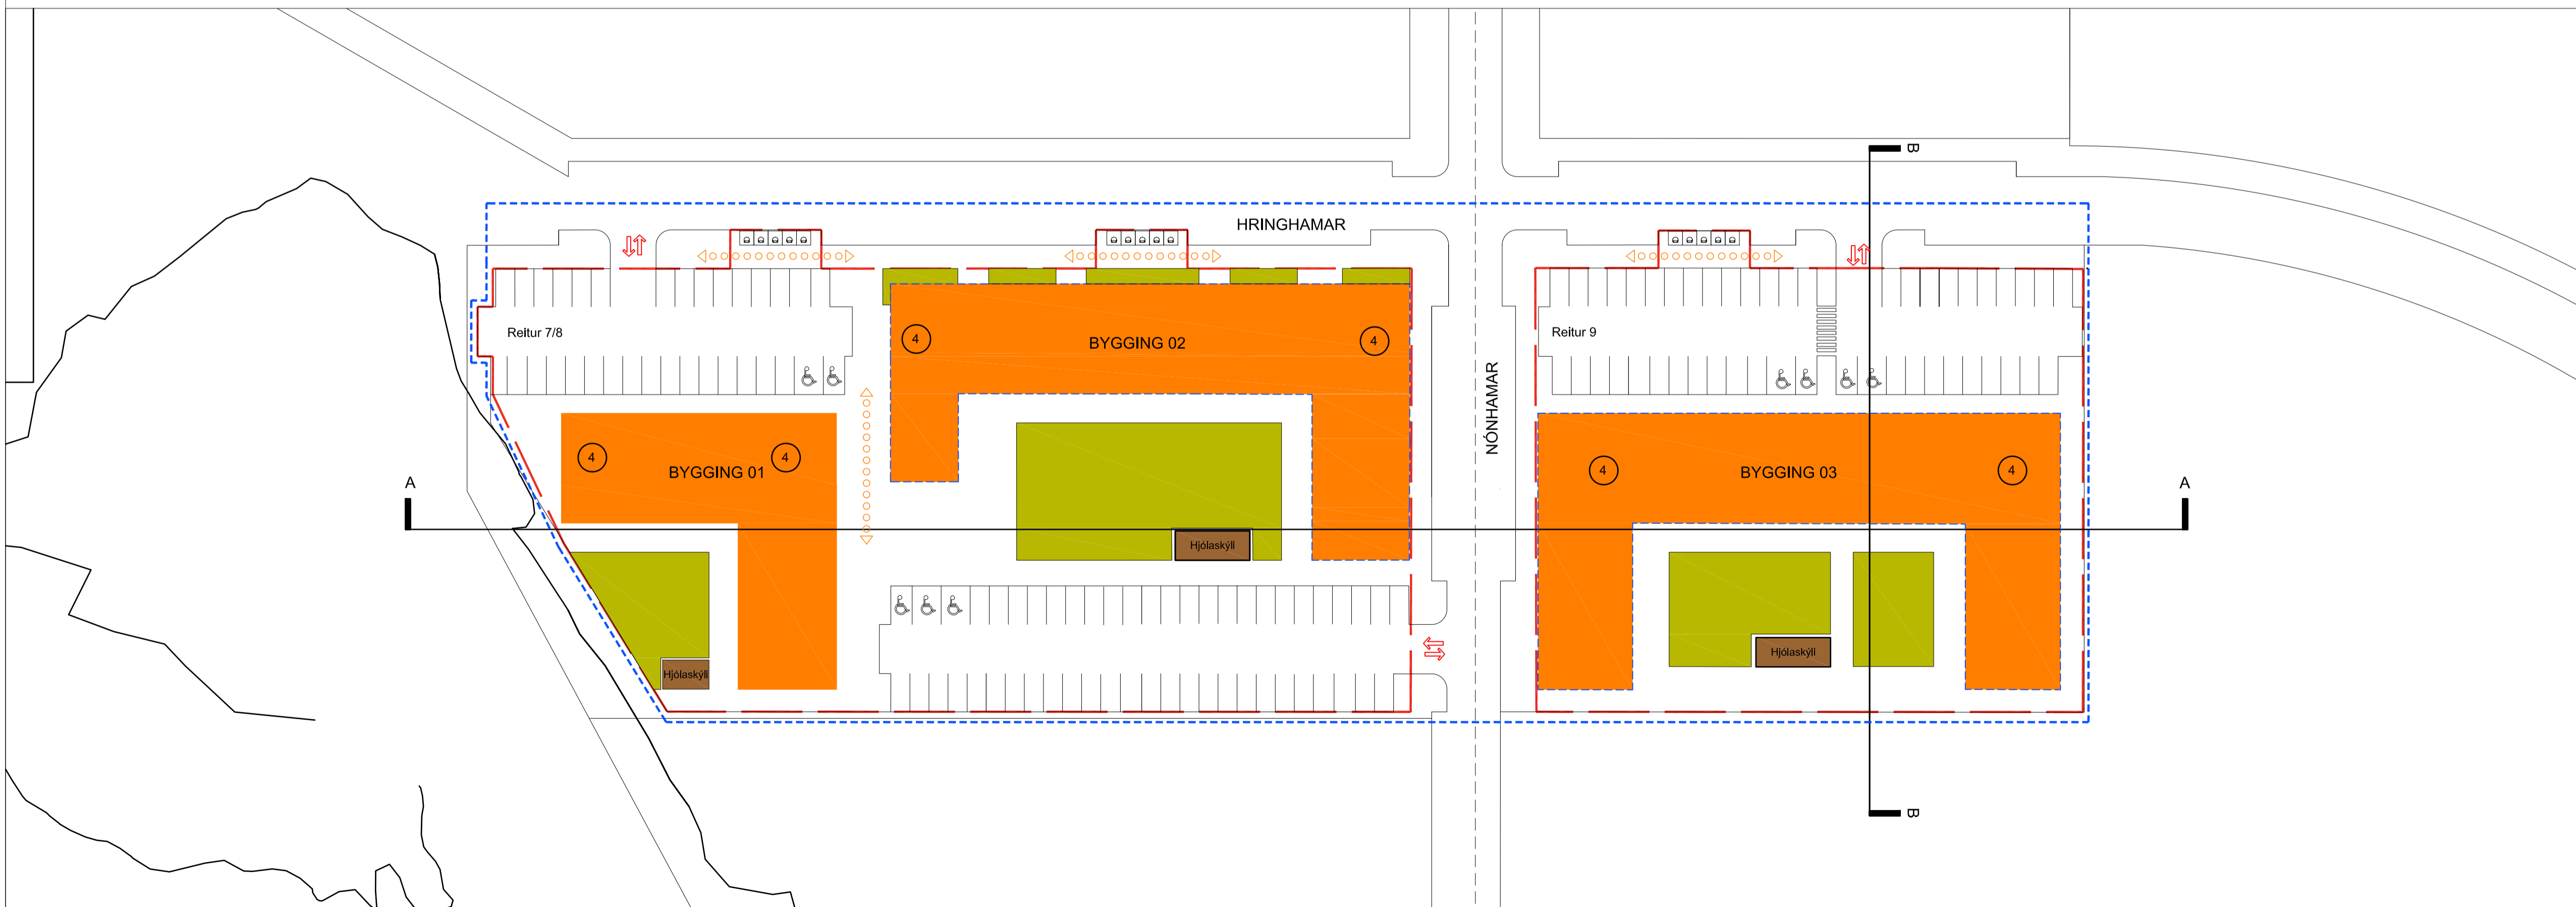 B
HRINGHAMAR
Reitur 7/8
Reitur 9
4
BYGGING 02
4
NÓNHAMAR
4
BYGGING 01
4
4
BYGGING 03
4
A
A
Hjólaskýli
Hjólaskýli
Hjólaskýli
B